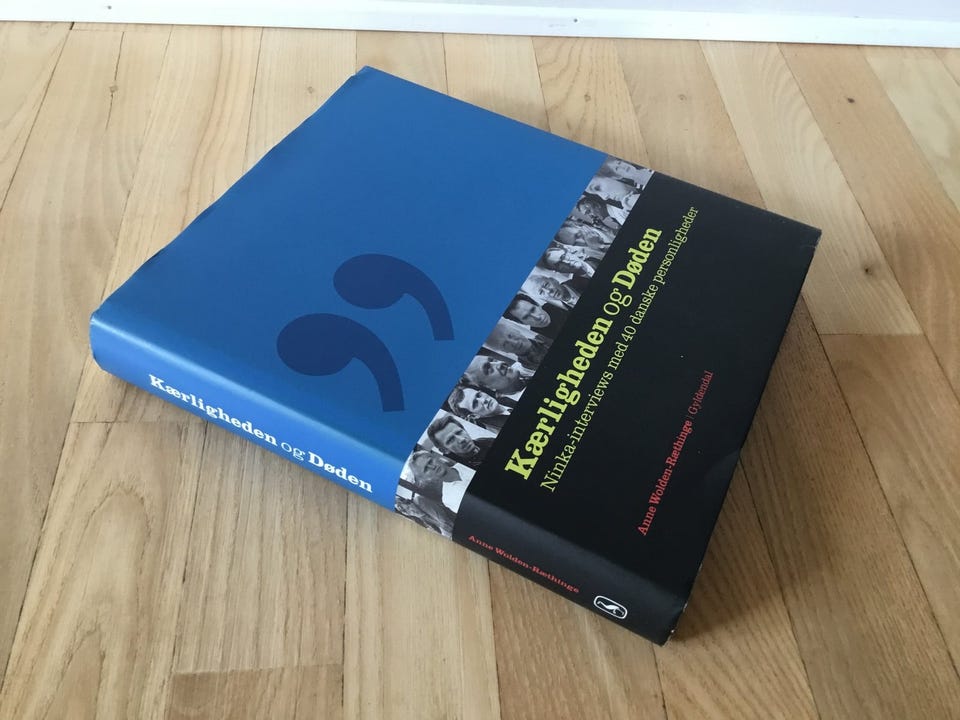 Kærligheden og Døden
Ninka-interviews med 40 danske personligheder
Anne Wolden-Ræthinge | Gyldendal
Kærligheden og Døden
Anne Wolden-Ræthinge